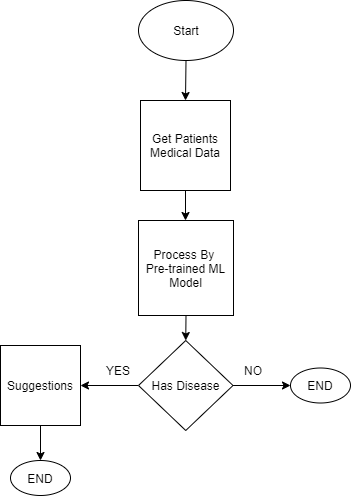 Start
Get Patients
Medical Data
Process By
Pre-trained ML
Model
YES
NO
Suggestions
Has Disease
END
END